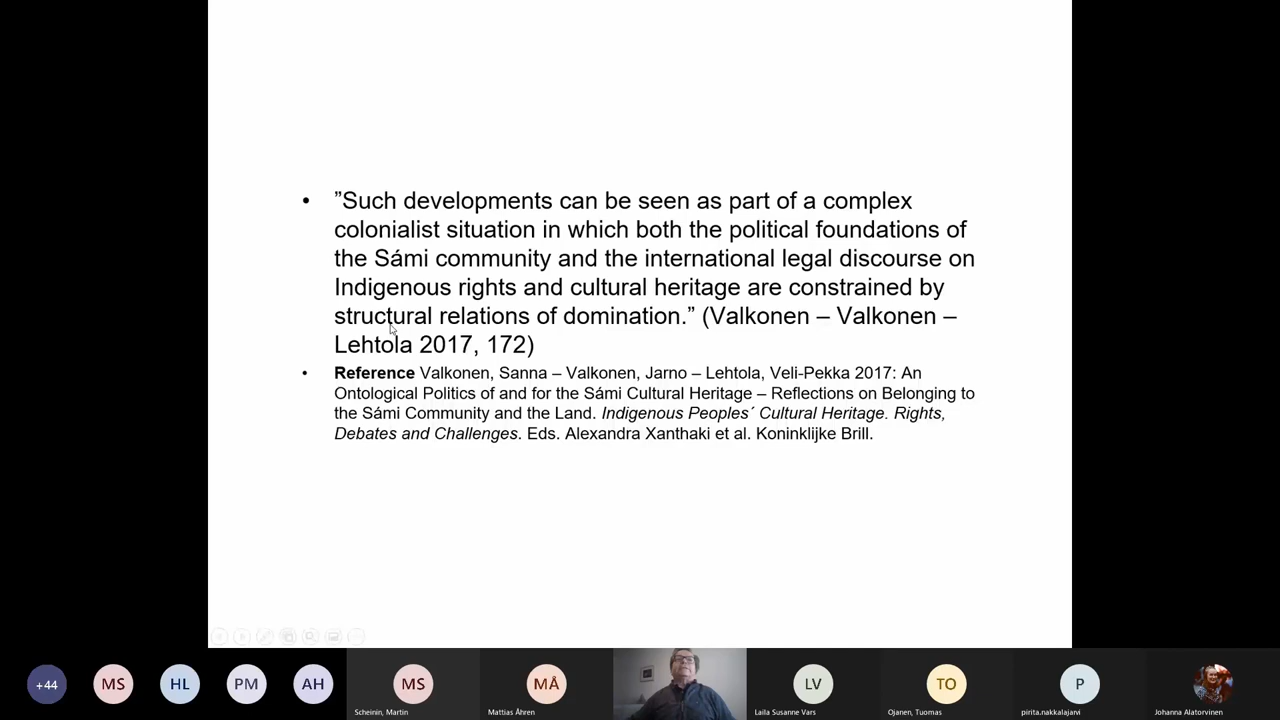 • ”Such developments can be seen as part of a complex
colonialist situation in which both the political foundations of
the Sámi community and the international legal discourse on
Indigenous rights and cultural heritage are constrained by
structural relations of domination.” (Valkonen – Valkonen –
Lehtola 2017, 172)
• Reference Valkonen, Sanna – Valkonen, Jarno – Lehtola, Veli-Pekka 2017: An
Ontological Politics of and for the Sámi Cultural Heritage – Reflections on Belonging to
the Sámi Community and the Land. Indigenous Peoples´ Cultural Heritage. Rights,
Debates and Challenges. Eds. Alexandra Xanthaki et al. Koninklijke Brill.
+44 MS HL PM AH MS MÅ LV TO P
Scheinin, Martin Mattias Åhren Laila Susanne Vars Ojanen, Tuomas pirita.nakkalajarvi Johanna Alatorvinen